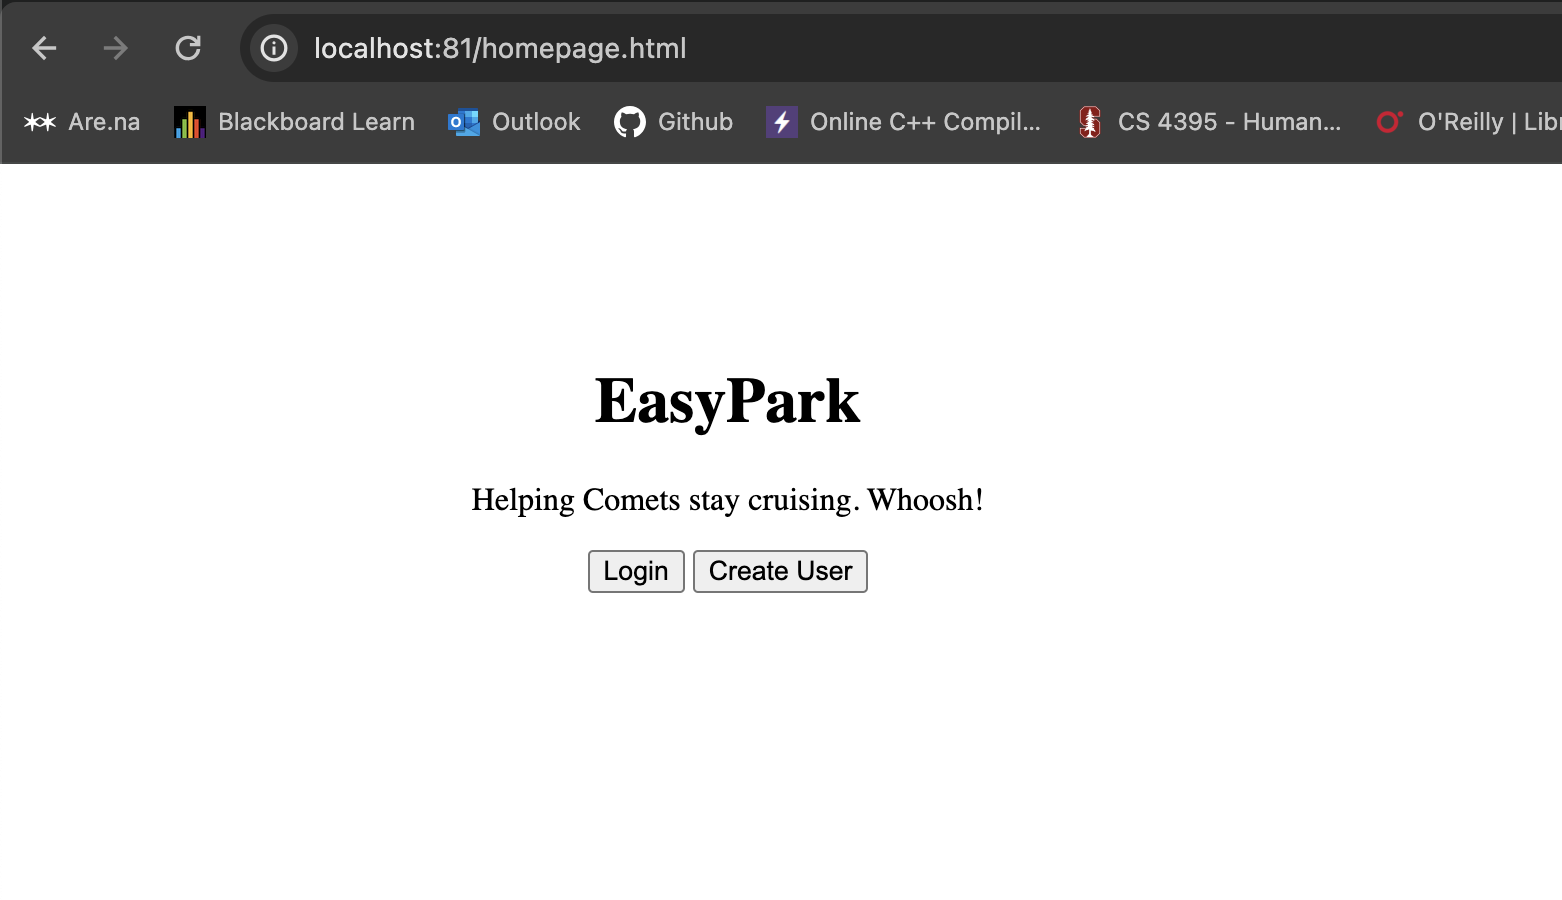 localhost:81/homepage.html
Are.na Blackboard Learn Outlook Github Online C++ Compil... CS 4395 - Human... O'Reilly | Libr
EasyPark
Helping Comets stay cruising. Whoosh!
Login Create User